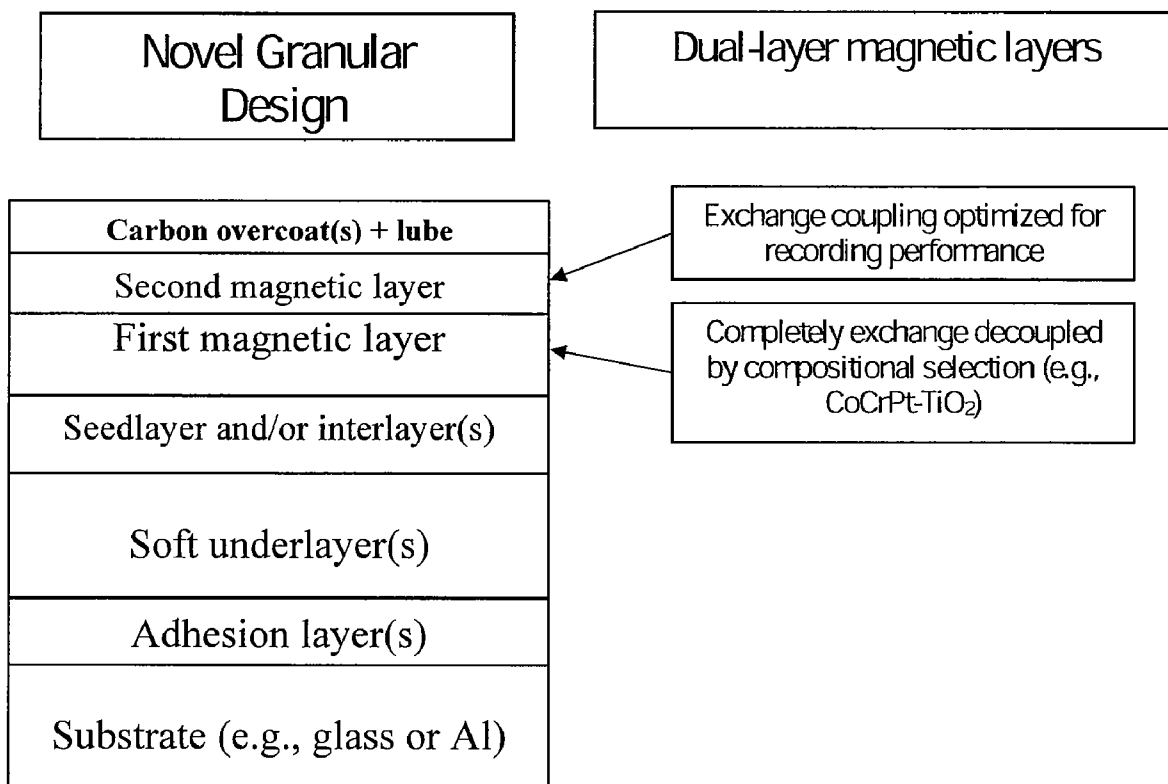 Novel Granular
Design
Dual-layer magnetic layers
Carbon overcoat(s) + lube
Second magnetic layer
First magnetic layer
Seedlayer and/or interlayer(s)
Soft underlayer(s)
Adhesion layer(s)
Substrate (e.g., glass or Al)
Exchange coupling optimized for
recording performance
Completely exchange decoupled
by compositional selection (e.g.,
CoCrPt-TiO₂)